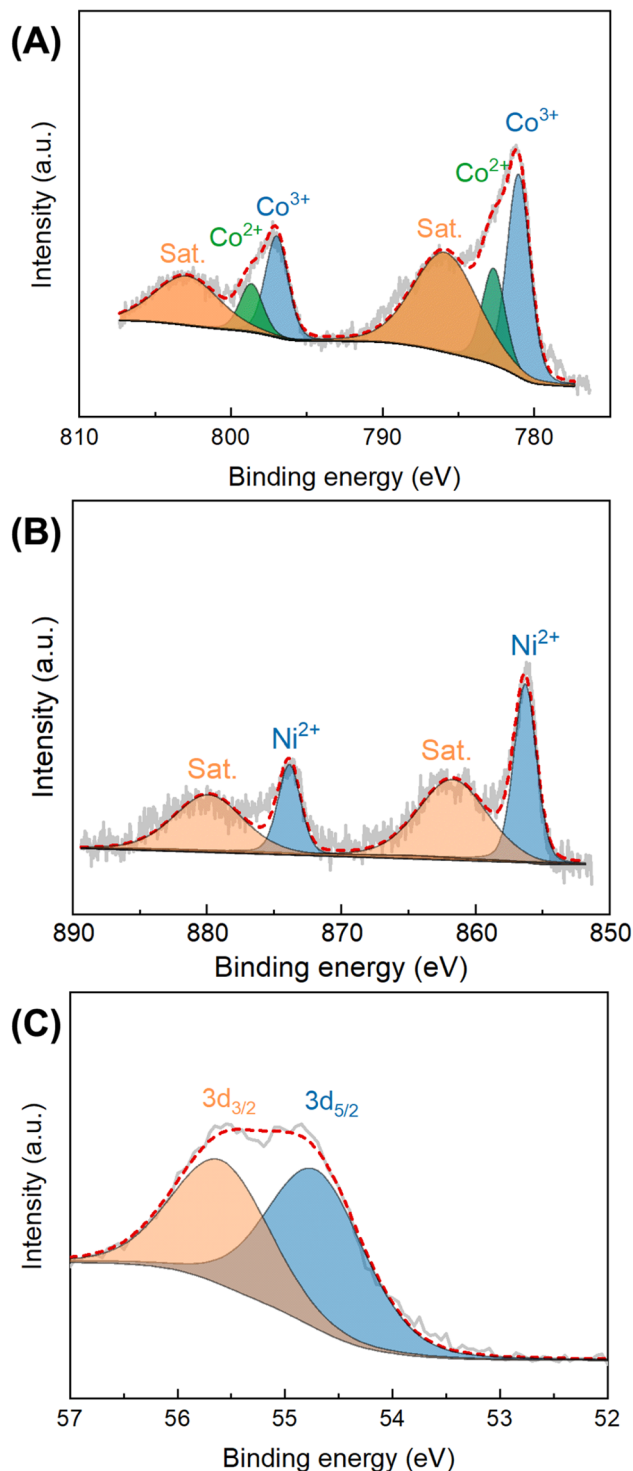 (A)
Co³⁺
Co²⁺
Co³⁺
Co²⁺
Sat.
Sat.
Intensity (a.u.)
810 800 790 780
Binding energy (eV)
(B)
Ni²⁺
Ni²⁺
Sat.
Sat.
Intensity (a.u.)
890 880 870 860 850
Binding energy (eV)
(C)
3d₃/₂ 3d₅/₂
Intensity (a.u.)
57 56 55 54 53 52
Binding energy (eV)